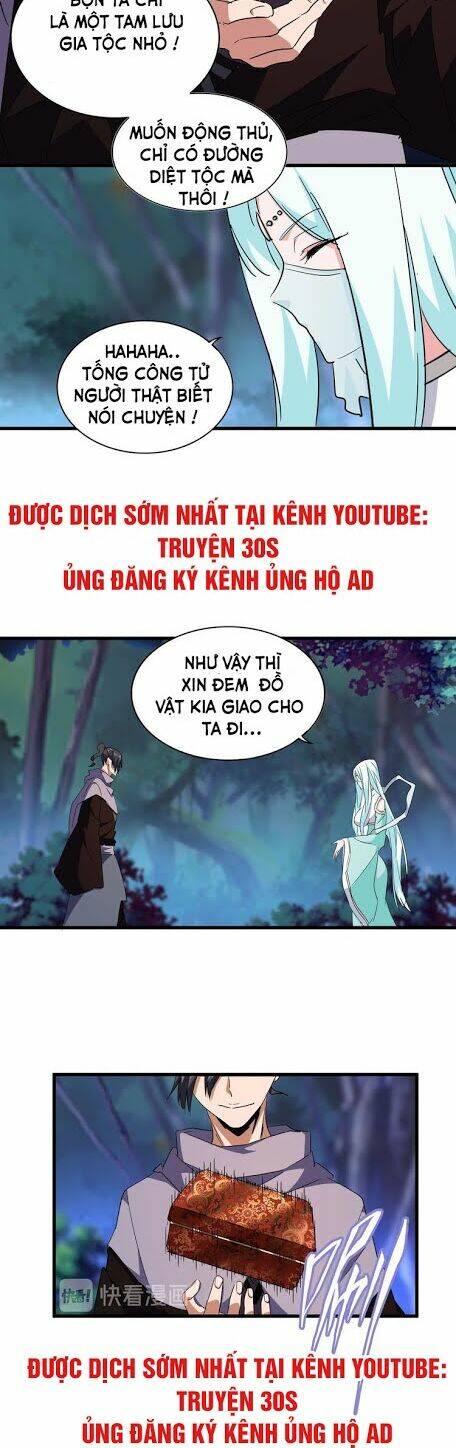 BỌN TA CHỈ
LÀ MỘT TAM LƯU
GIA TỘC NHỎ !
MUỐN ĐỘNG THỦ,
CHỈ CÓ ĐƯỜNG
DIỆT TỘC MÀ
THÔI !
HAHAHA..
TỐNG CÔNG TỬ
NGƯỜI THẬT BIẾT
NÓI CHUYỆN !
ĐƯỢC DỊCH SỚM NHẤT TẠI KÊNH YOUTUBE:
TRUYỆN 30S
ỦNG ĐĂNG KÝ KÊNH ỦNG HỘ AD
NHƯ VẬY THÌ
XIN ĐEM ĐỒ
VẬT KIA GIAO CHO
TA ĐI...
快看! 快看漫画
ĐƯỢC DỊCH SỚM NHẤT TẠI KÊNH YOUTUBE:
TRUYỆN 30S
ỦNG ĐĂNG KÝ KÊNH ỦNG HỘ AD